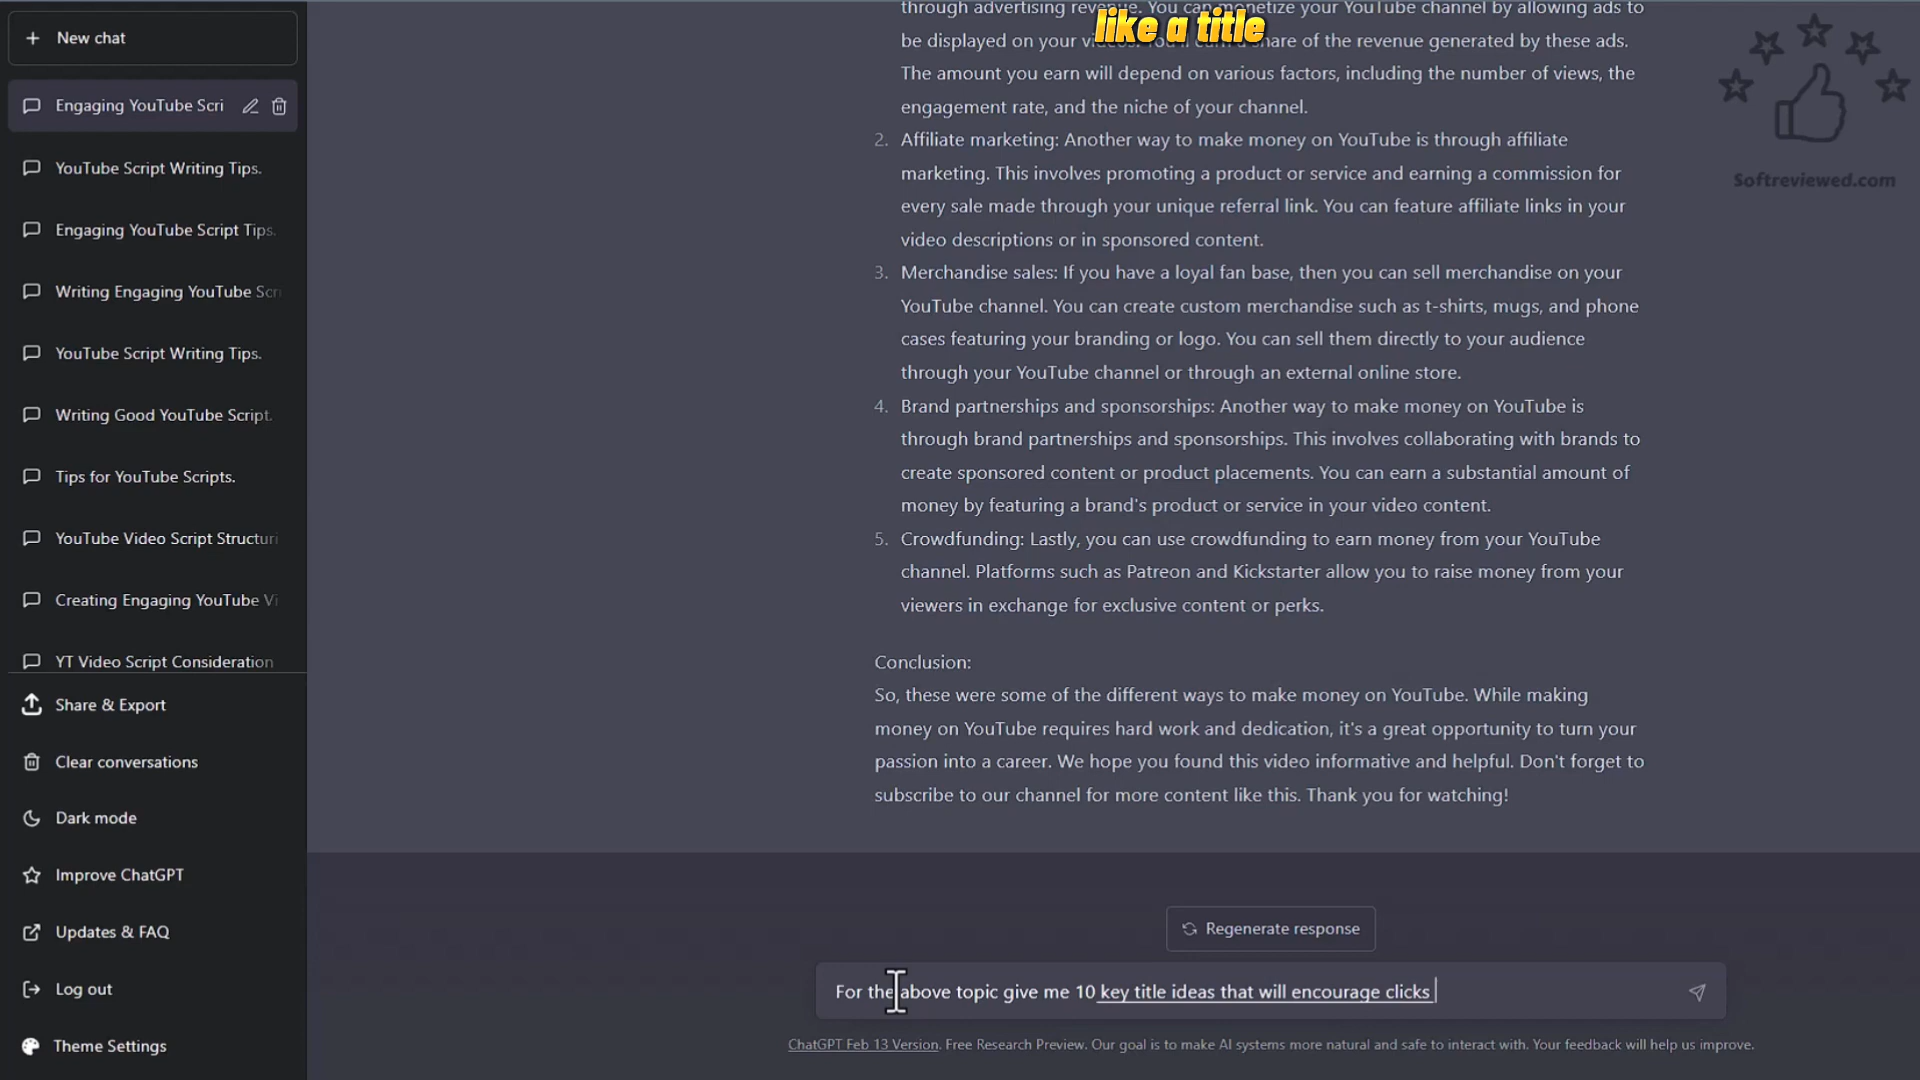 New chat
Engaging YouTube Scri
YouTube Script Writing Tips.
Engaging YouTube Script Tips.
Writing Engaging YouTube Scr
YouTube Script Writing Tips.
Writing Good YouTube Script.
Tips for YouTube Scripts.
YouTube Video Script Structuri
Creating Engaging YouTube Vi
YT Video Script Consideration
Share & Export
Clear conversations
Dark mode
Improve ChatGPT
Updates & FAQ
Log out
Theme Settings
like a title
through advertising revenue. You can monetize your YouTube channel by allowing ads to
be displayed on your videos. You'll earn a share of the revenue generated by these ads.
The amount you earn will depend on various factors, including the number of views, the
engagement rate, and the niche of your channel.
2. Affiliate marketing: Another way to make money on YouTube is through affiliate
marketing. This involves promoting a product or service and earning a commission for
every sale made through your unique referral link. You can feature affiliate links in your
video descriptions or in sponsored content.
3. Merchandise sales: If you have a loyal fan base, then you can sell merchandise on your
YouTube channel. You can create custom merchandise such as t-shirts, mugs, and phone
cases featuring your branding or logo. You can sell them directly to your audience
through your YouTube channel or through an external online store.
4. Brand partnerships and sponsorships: Another way to make money on YouTube is
through brand partnerships and sponsorships. This involves collaborating with brands to
create sponsored content or product placements. You can earn a substantial amount of
money by featuring a brand's product or service in your video content.
5. Crowdfunding: Lastly, you can use crowdfunding to earn money from your YouTube
channel. Platforms such as Patreon and Kickstarter allow you to raise money from your
viewers in exchange for exclusive content or perks.
Conclusion:
So, these were some of the different ways to make money on YouTube. While making
money on YouTube requires hard work and dedication, it's a great opportunity to turn your
passion into a career. We hope you found this video informative and helpful. Don't forget to
subscribe to our channel for more content like this. Thank you for watching!
Regenerate response
For the above topic give me 10 key title ideas that will encourage clicks
ChatGPT Feb 13 Version. Free Research Preview. Our goal is to make AI systems more natural and safe to interact with. Your feedback will help us improve.
Softreviewed.com